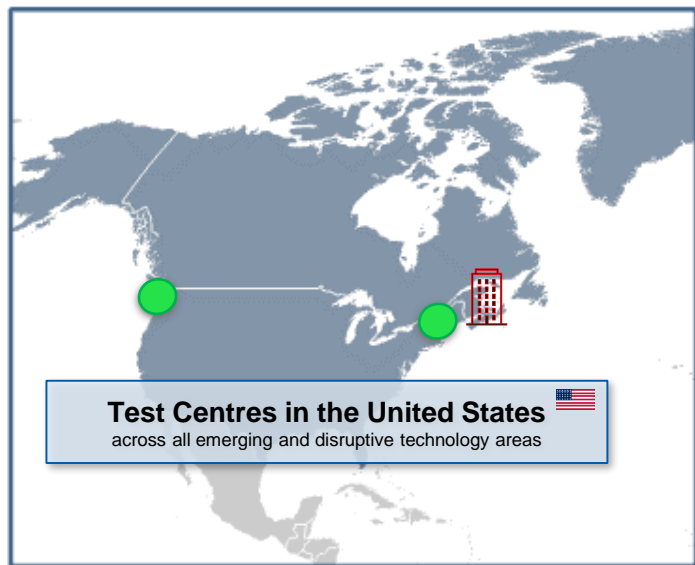 Test Centres in the United States
across all emerging and disruptive technology areas